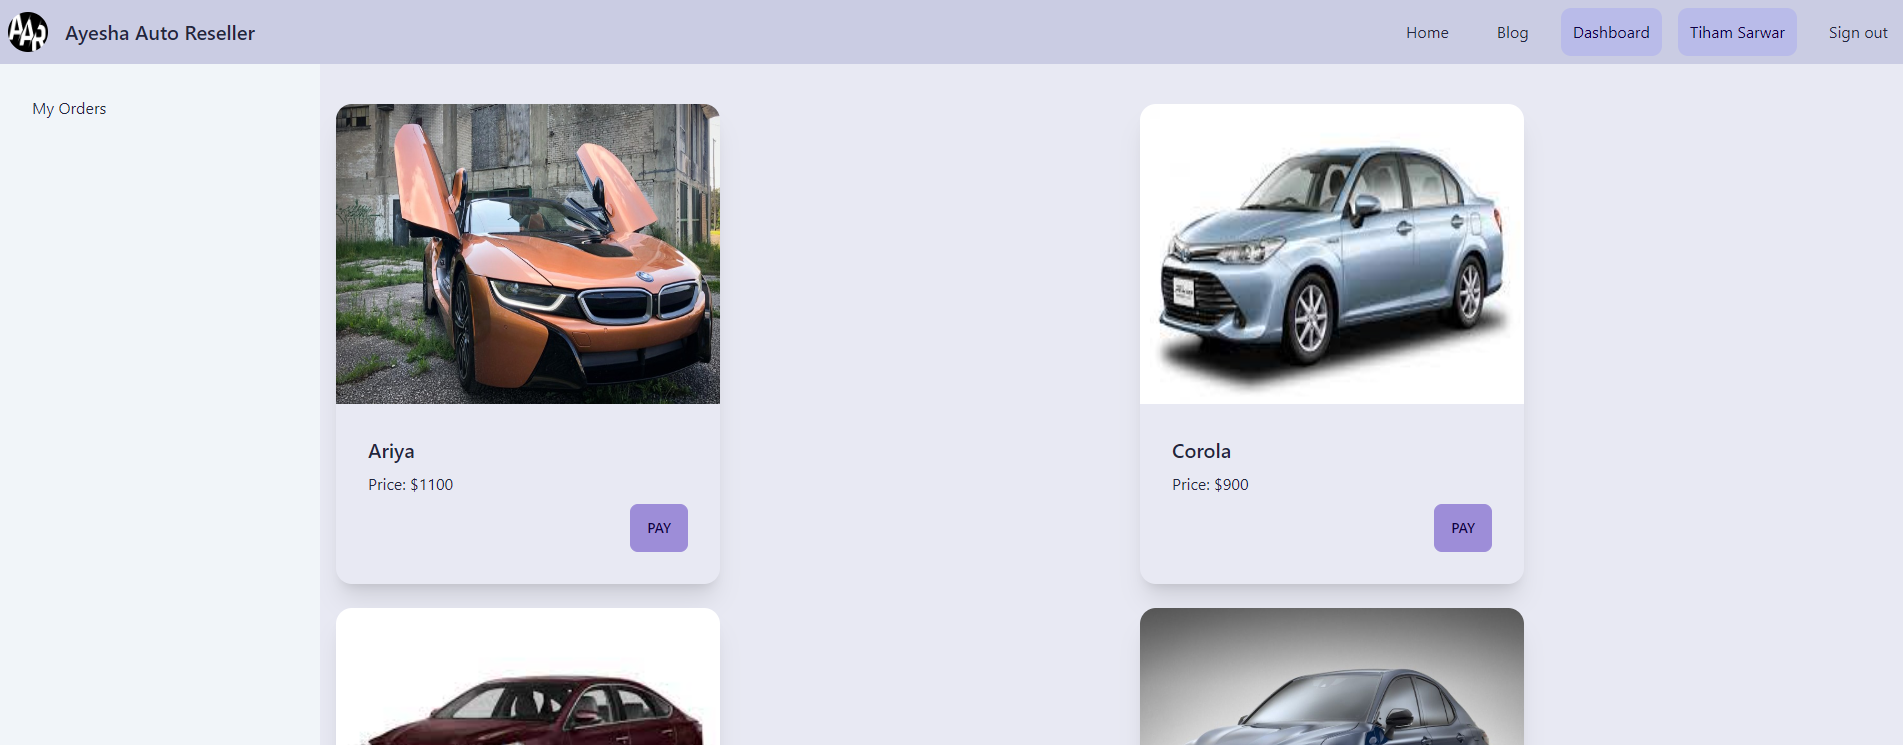 AAR
Ayesha Auto Reseller
Home
Blog
Dashboard
Tiham Sarwar
Sign out
My Orders
Ariya
Price: $1100
PAY
Corola
Price: $900
PAY